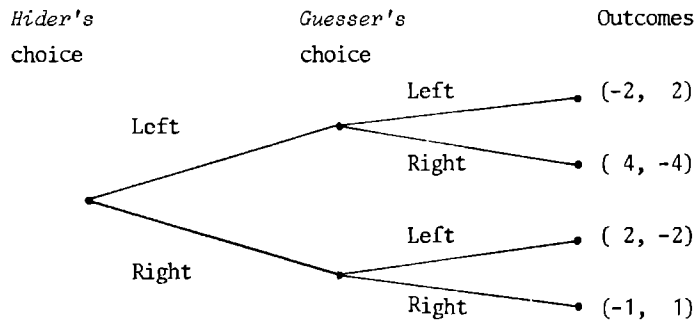 Hider's Guesser's Outcomes
choice choice
Left (-2, 2)
Left
Right (4, -4)
Left (2, -2)
Right
Right (-1, 1)